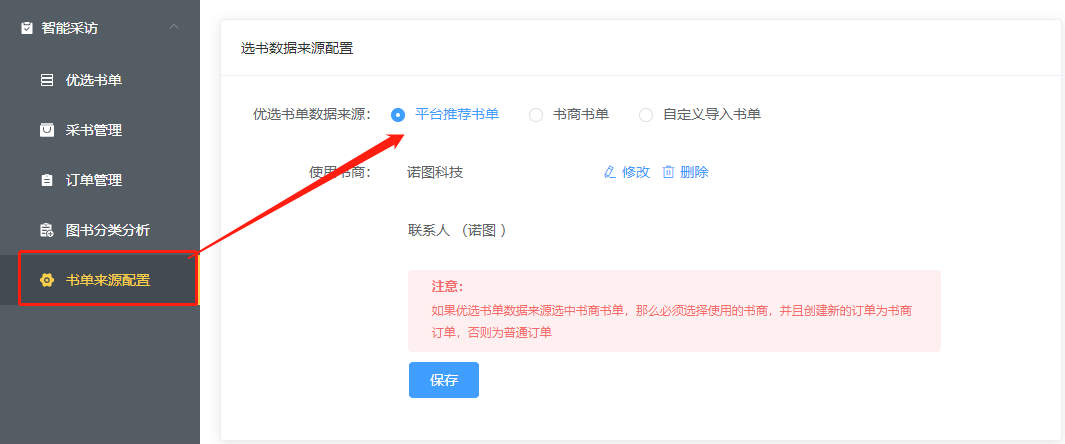 智能采访
优选书单
采书管理
订单管理
图书分类分析
书单来源配置
选书数据来源配置
优选书单数据来源： 平台推荐书单 书商书单 自定义导入书单
使用书商： 诺图科技 修改 删除
联系人 （诺图 ）
注意：
如果优选书单数据来源选中书商书单，那么必须选择使用的书商，并且创建新的订单为书商
订单，否则为普通订单
保存